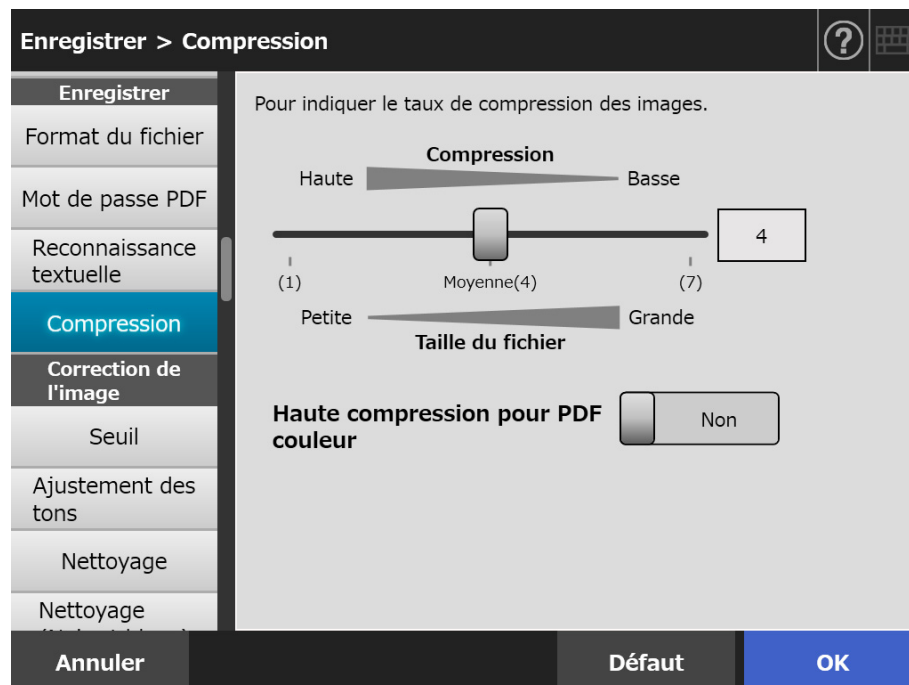 Enregistrer > Compression
?
Enregistrer
Format du fichier
Mot de passe PDF
Reconnaissance
textuelle
Compression
Correction de
l'image
Seuil
Ajustement des
tons
Nettoyage
Nettoyage
Pour indiquer le taux de compression des images.
Compression
Haute Basse
4
(1) Moyenne(4) (7)
Petite Grande
Taille du fichier
Haute compression pour PDF
couleur
Non
Annuler
Défaut
OK